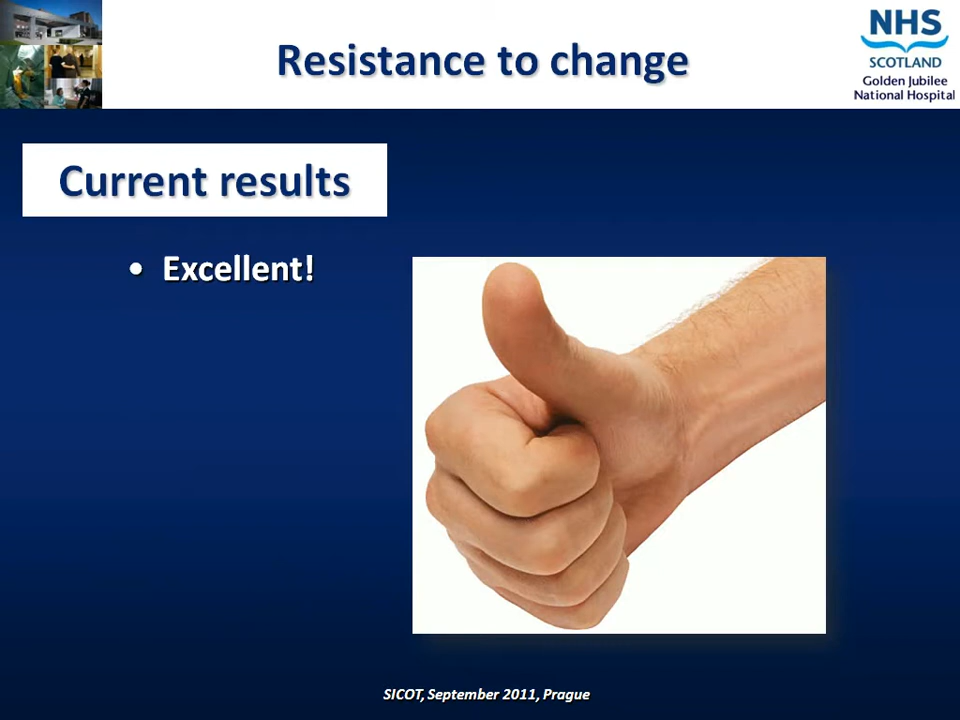 Resistance to change
NHS
SCOTLAND
Golden Jubilee
National Hospital
Current results
• Excellent!
SICOT, September 2011, Prague